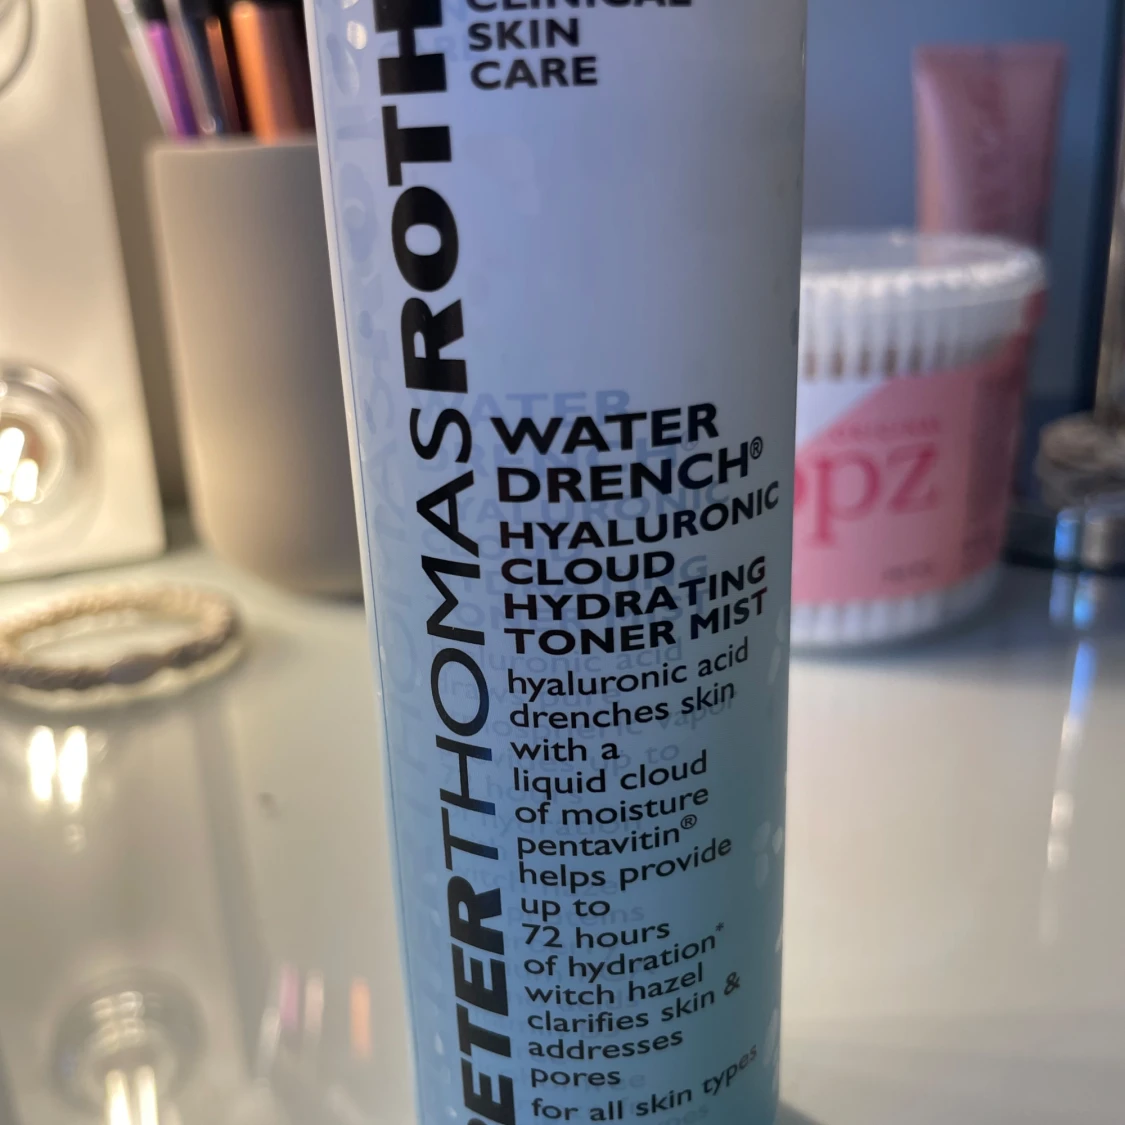 CLINICAL
SKIN
CARE
PETERTHOMASROTH
WATER
DRENCH®
HYALURONIC
CLOUD
HYDRATING
TONER MIST
hyaluronic acid
drenches skin
with a
liquid cloud
of moisture
pentavitin®
helps provide
up to
72 hours
of hydration*
witch hazel
clarifies skin &
addresses
pores
for all skin types
pz